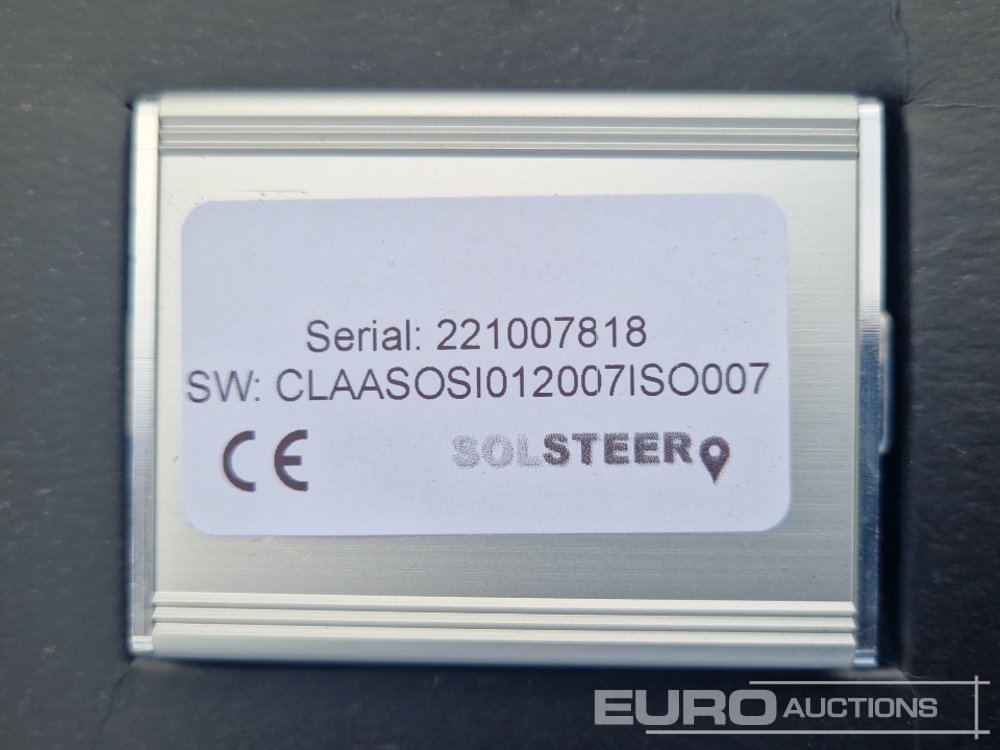 Serial: 221007818
SW: CLAASOSI012007ISO007
CE
SOLSTEER
EURO AUCTIONS